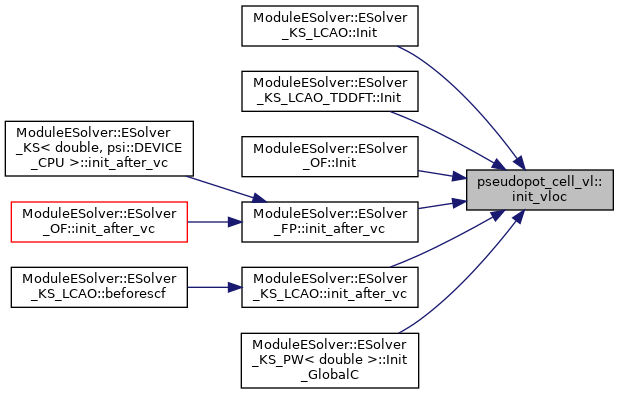 ModuleESolver::ESolver
_KS_LCAO::Init
ModuleESolver::ESolver
_KS_LCAO_TDDFT::Init
ModuleESolver::ESolver
_KS< double, psi::DEVICE
_CPU >::init_after_vc
ModuleESolver::ESolver
_OF::Init
pseudopot_cell_vl::
init_vloc
ModuleESolver::ESolver
_OF::init_after_vc
ModuleESolver::ESolver
_FP::init_after_vc
ModuleESolver::ESolver
_KS_LCAO::beforescf
ModuleESolver::ESolver
_KS_LCAO::init_after_vc
ModuleESolver::ESolver
_KS_PW< double >::Init
_GlobalC